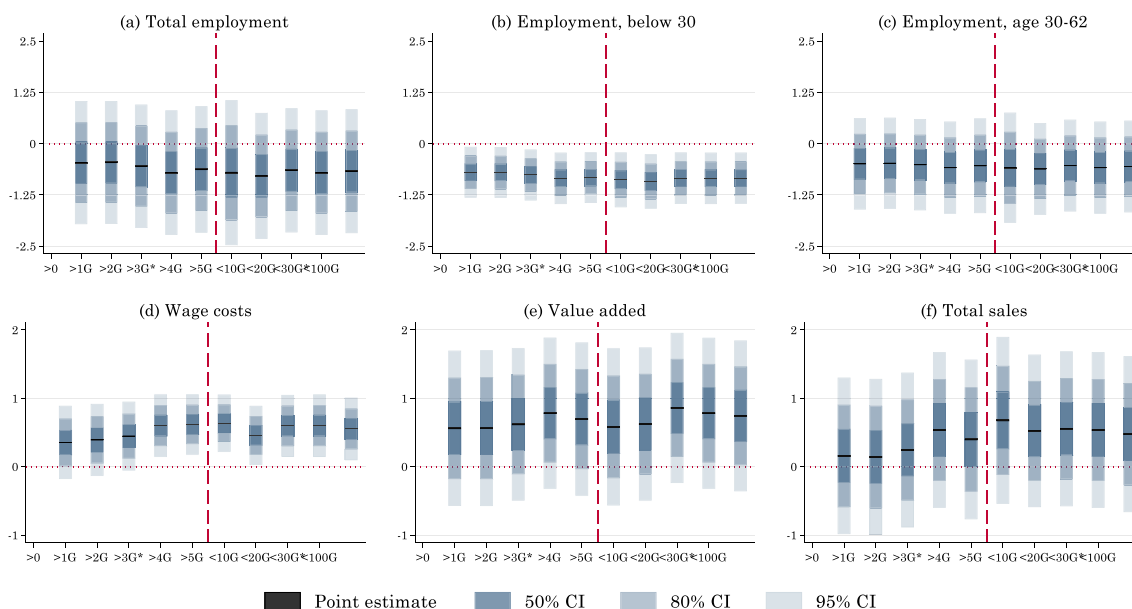 (a) Total employment
(b) Employment, below 30
(c) Employment, age 30-62
2.5
1.25
0
-1.25
-2.5
>0 >1G >2G >3G* >4G >5G <10G <20G <30G* <100G
2.5
1.25
0
-1.25
-2.5
>0 >1G >2G >3G* >4G >5G <10G <20G <30G* <100G
2.5
1.25
0
-1.25
-2.5
>0 >1G >2G >3G* >4G >5G <10G <20G <30G* <100G
(d) Wage costs
(e) Value added
(f) Total sales
2
1
0
-1
>0 >1G >2G >3G* >4G >5G <10G <20G <30G* <100G
2
1
0
-1
>0 >1G >2G >3G* >4G >5G <10G <20G <30G* <100G
2
1
0
-1
>0 >1G >2G >3G* >4G >5G <10G <20G <30G* <100G
Point estimate 50% CI 80% CI 95% CI